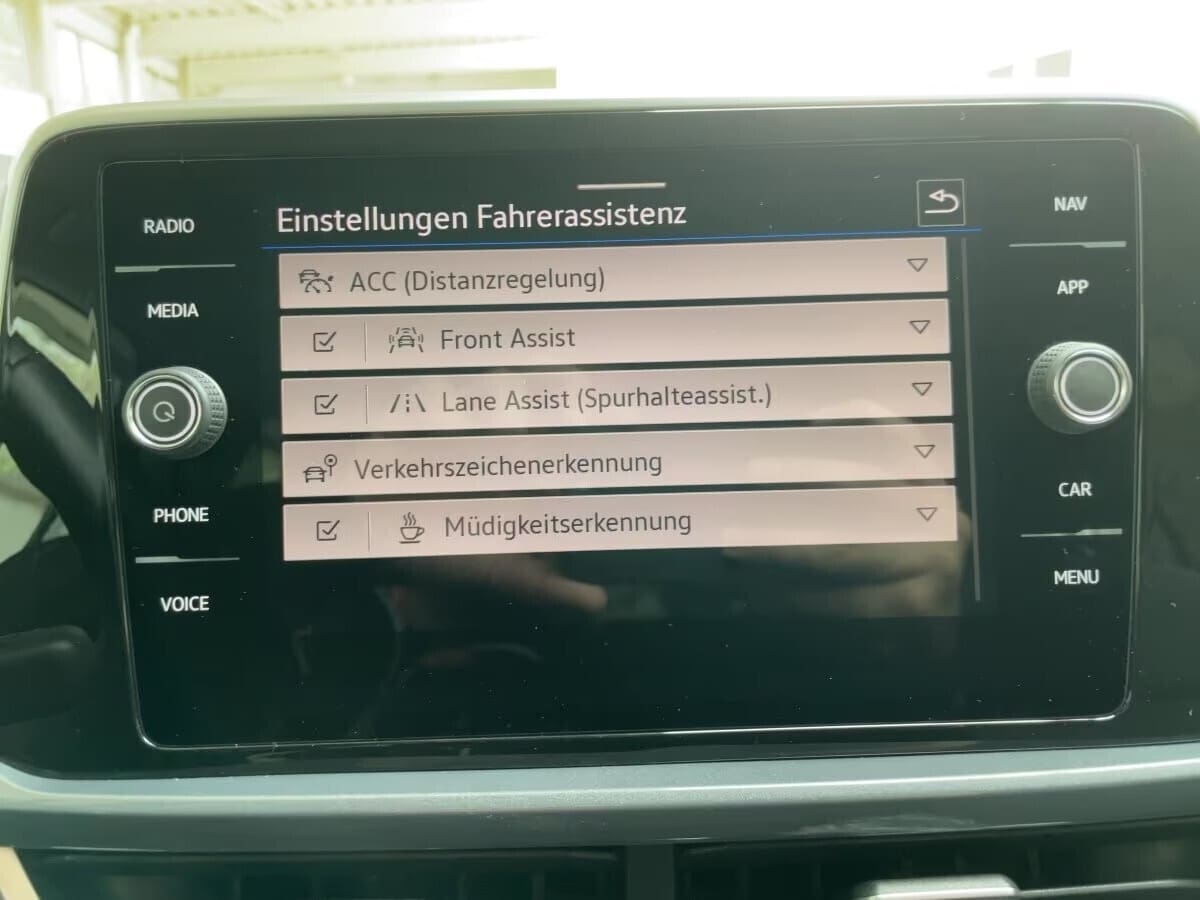 RADIO
MEDIA
PHONE
VOICE
Einstellungen Fahrerassistenz
ACC (Distanzregelung)
Front Assist
Lane Assist (Spurhalteassist.)
Verkehrszeichenerkennung
Müdigkeitserkennung
NAV
APP
CAR
MENU